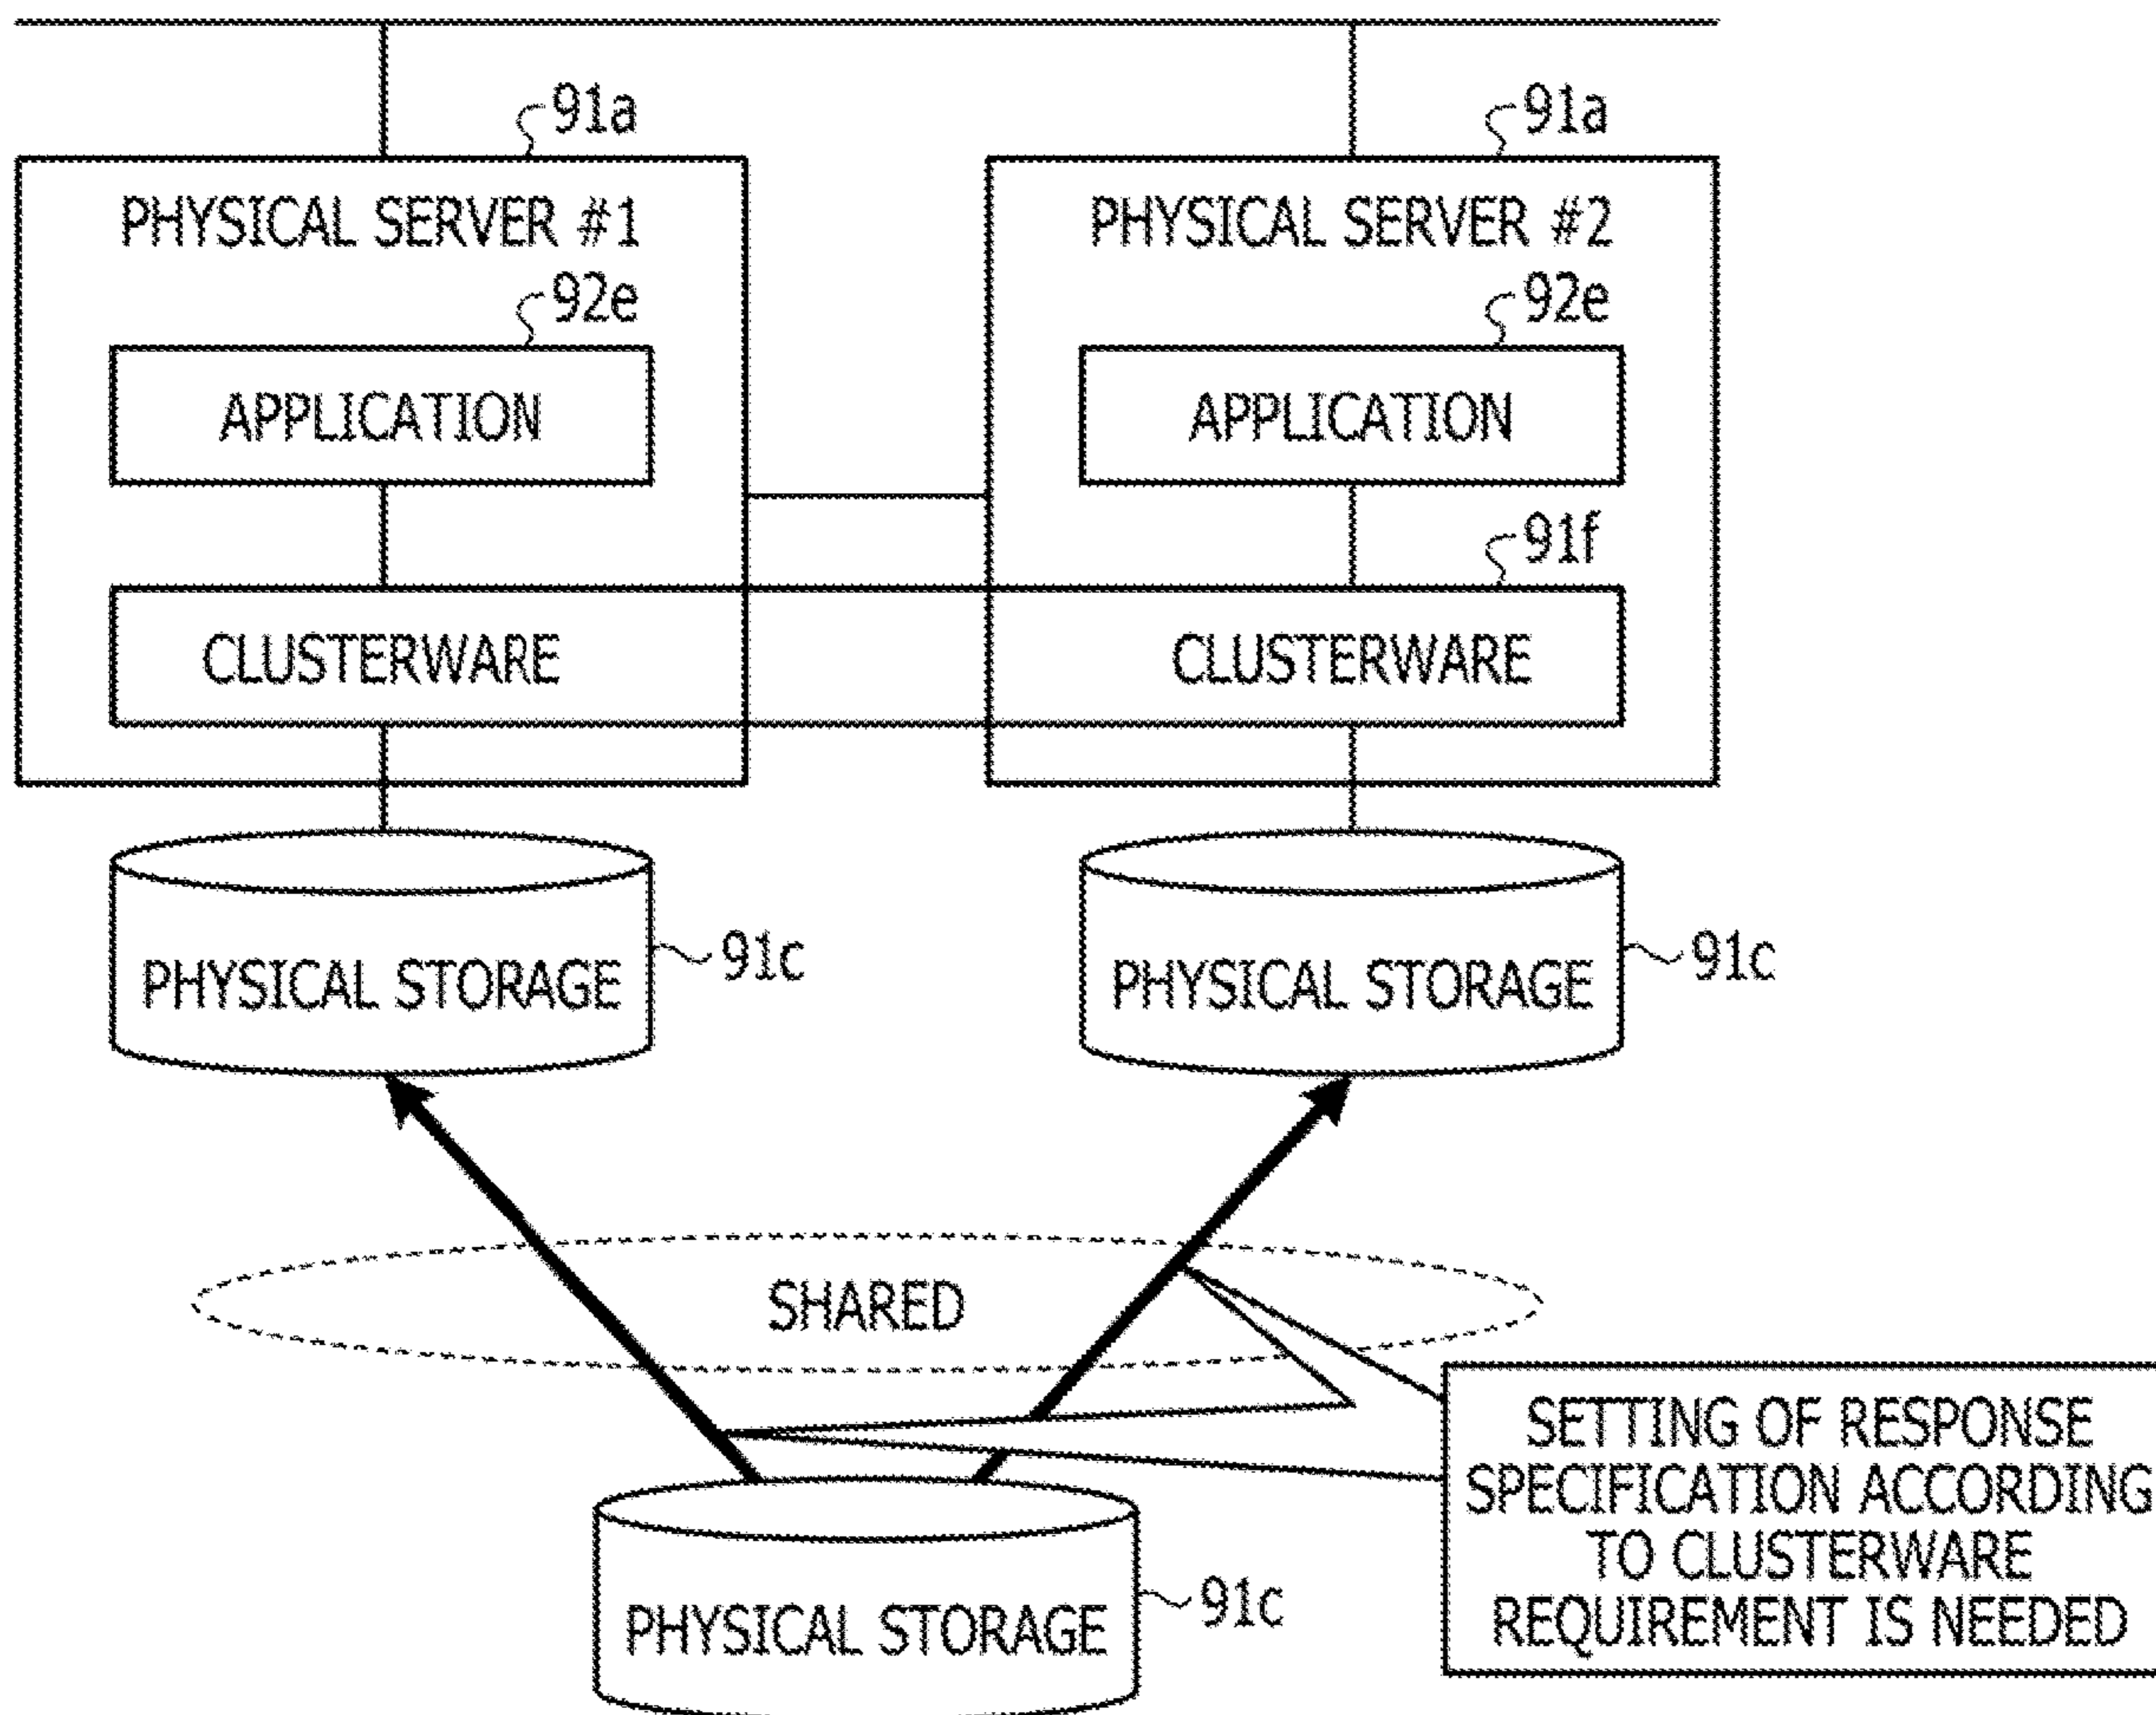 91a
91a
PHYSICAL SERVER #1
PHYSICAL SERVER #2
92e
92e
APPLICATION
APPLICATION
91f
CLUSTERWARE
CLUSTERWARE
91c
91c
PHYSICAL STORAGE
PHYSICAL STORAGE
SHARED
SETTING OF RESPONSE
SPECIFICATION ACCORDING
TO CLUSTERWARE
REQUIREMENT IS NEEDED
91c
PHYSICAL STORAGE